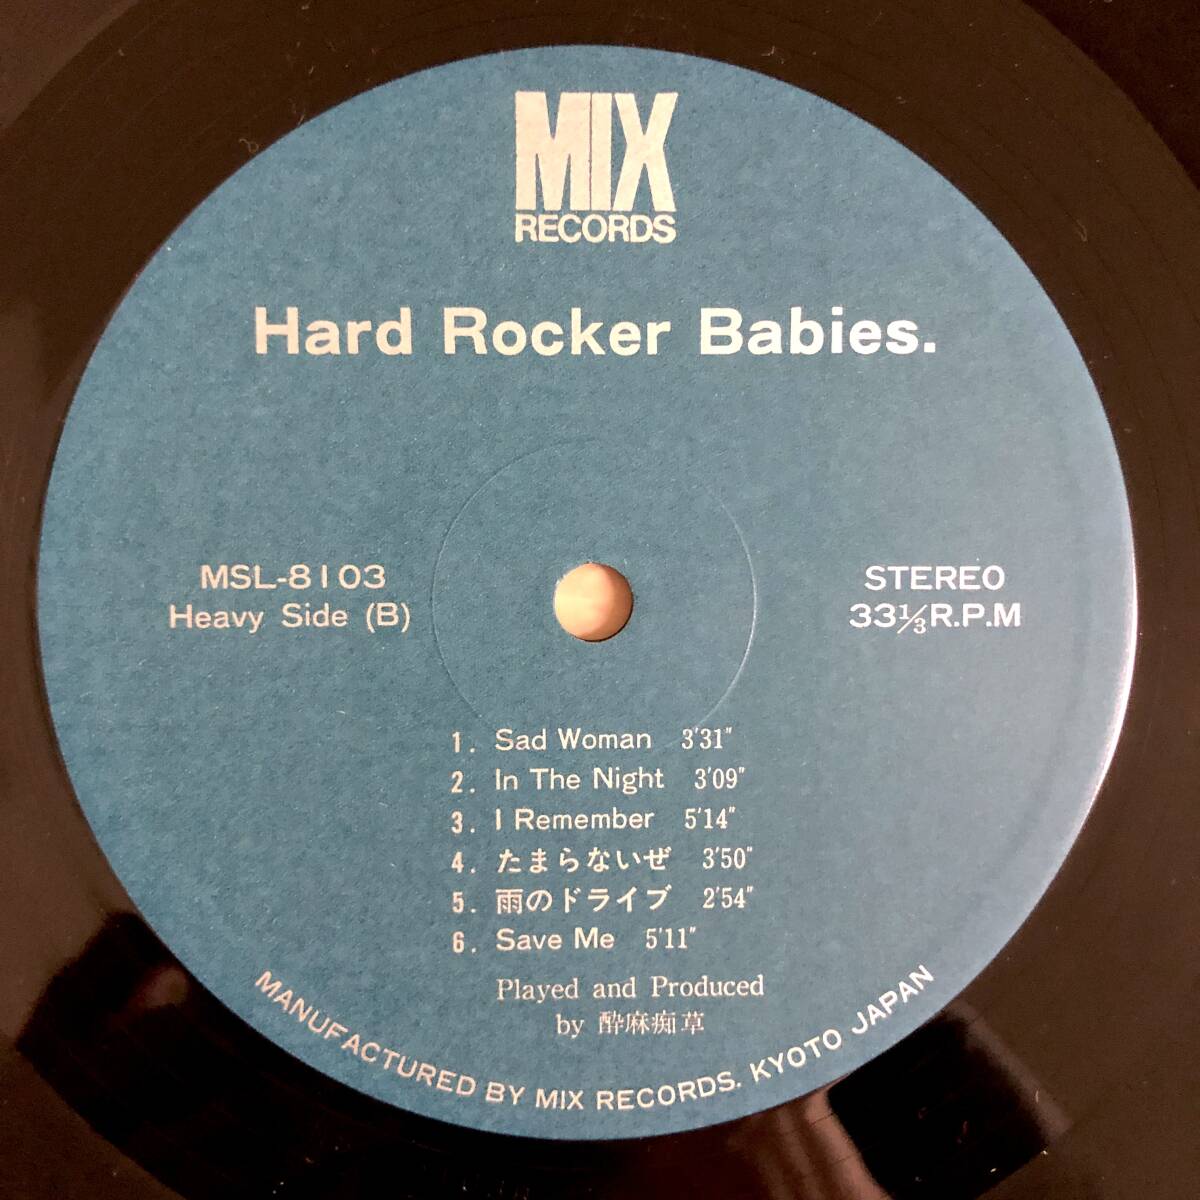 MIX
RECORDS
Hard Rocker Babies.
MSL-8103
Heavy Side (B)
STEREO
33⅓R.P.M
1. Sad Woman 3'31"
2. In The Night 3'09"
3. I Remember 5'14"
4. たまらないぜ 3'50"
5. 雨のドライブ 2'54"
6. Save Me 5'11"
Played and Produced
by 酔麻痴草
MANUFACTURED BY MIX RECORDS. KYOTO JAPAN